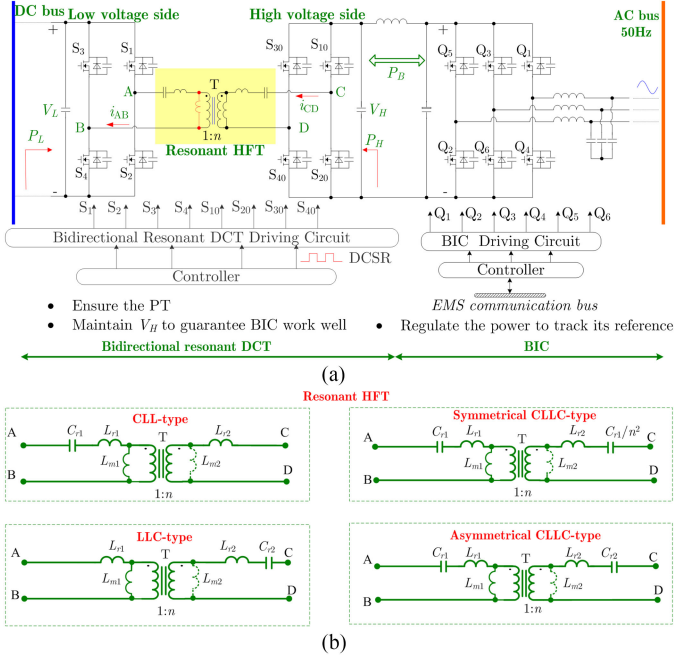 DC bus
Low voltage side
High voltage side
AC bus
50Hz
+
S3
S1
S30
S10
PB
+
Q5
Q3
Q1
A
T
iCD
C
VL
iAB
VH
PL
B
1:n
D
PH
Resonant HFT
S4
S2
S40
S20
Q2
Q6
Q4
-
-
-
S1
S2
S3
S4
S10
S20
S30
S40
Q1
Q2
Q3
Q4
Q5
Q6
Bidirectional Resonant DCT Driving Circuit
BIC Driving Circuit
DCSR
Controller
Controller
• Ensure the PT
EMS communication bus
• Maintain VH to guarantee BIC work well
• Regulate the power to track its reference
Bidirectional resonant DCT
BIC
(a)
Resonant HFT
CLL-type
A
Cr1
Lr1
T
Lr2
C
Lm1
Lm2
B
D
1:n
Symmetrical CLLC-type
A
Cr1
Lr1
T
Lr2
Cr1/n²
C
Lm1
Lm2
B
D
1:n
LLC-type
A
Lr1
T
Lr2
Cr2
C
Lm1
Lm2
B
D
1:n
Asymmetrical CLLC-type
A
Cr1
Lr1
T
Lr2
Cr2
C
Lm1
Lm2
B
D
1:n
(b)